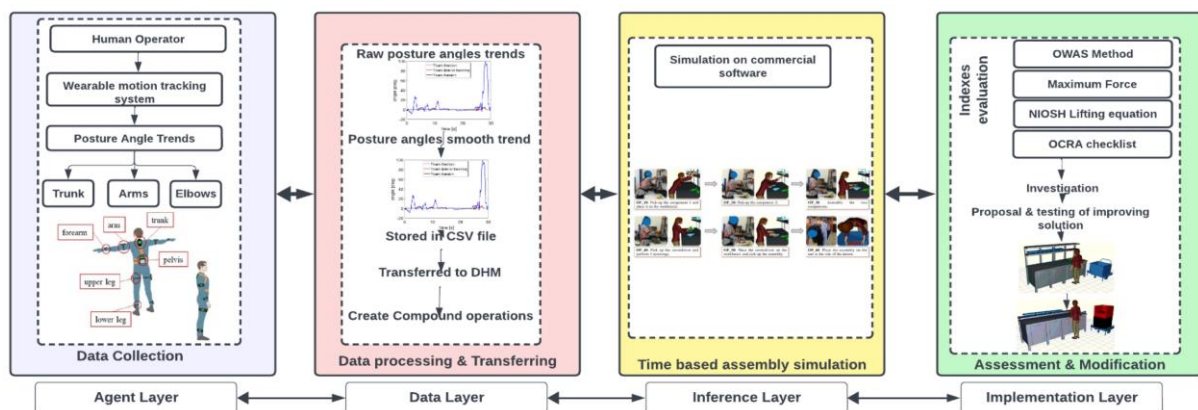 Human Operator
Wearable motion tracking
system
Posture Angle Trends
Trunk
Arms
Elbows
arm
trunk
forearm
pelvis
upper leg
lower leg
Data Collection
Raw posture angles trends
Posture angles smooth trend
Stored in CSV file
Transferred to DHM
Create Compound operations
Data processing & Transferring
Simulation on commercial
software
Time based assembly simulation
Indexes
evaluation
OWAS Method
Maximum Force
NIOSH Lifting equation
OCRA checklist
Investigation
Proposal & testing of improving
solution
Assessment & Modification
Agent Layer
Data Layer
Inference Layer
Implementation Layer